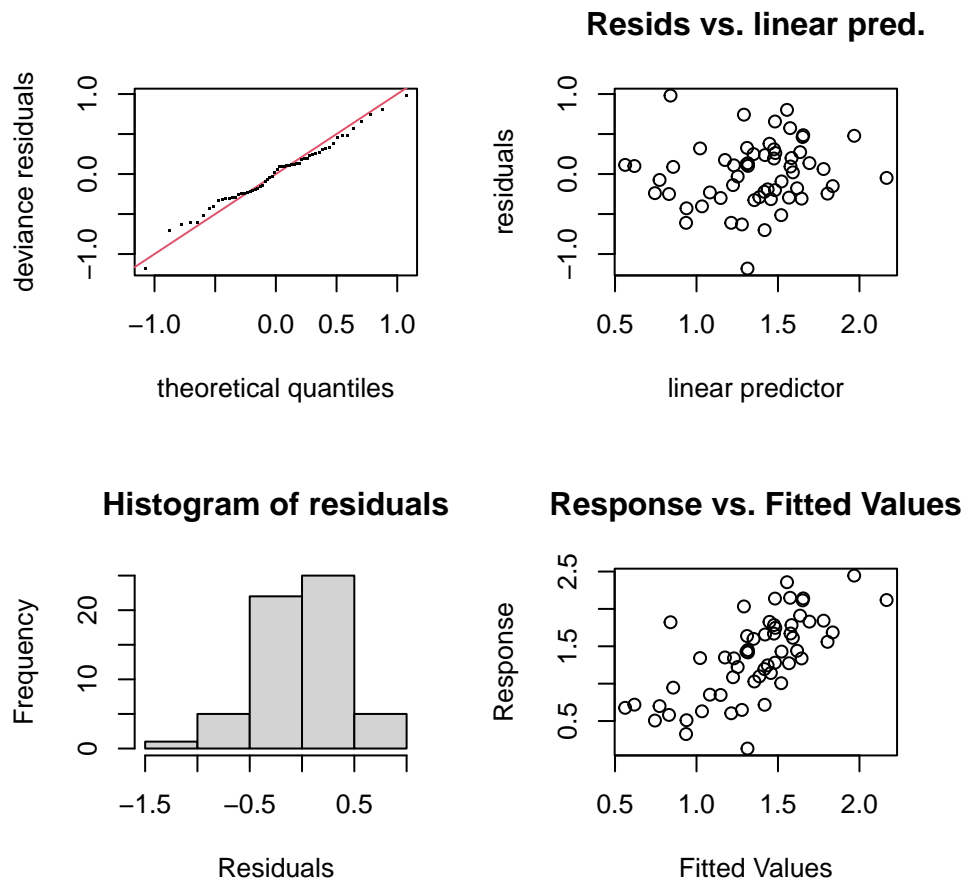 deviance residuals
1.0
0.0
−1.0
−1.0
0.0
0.5
1.0
theoretical quantiles
Resids vs. linear pred.
residuals
1.0
0.0
−1.0
0.5
1.0
1.5
2.0
linear predictor
Histogram of residuals
Frequency
20
10
0
−1.5
−0.5
0.5
Residuals
Response vs. Fitted Values
Response
2.5
1.5
0.5
0.5
1.0
1.5
2.0
Fitted Values